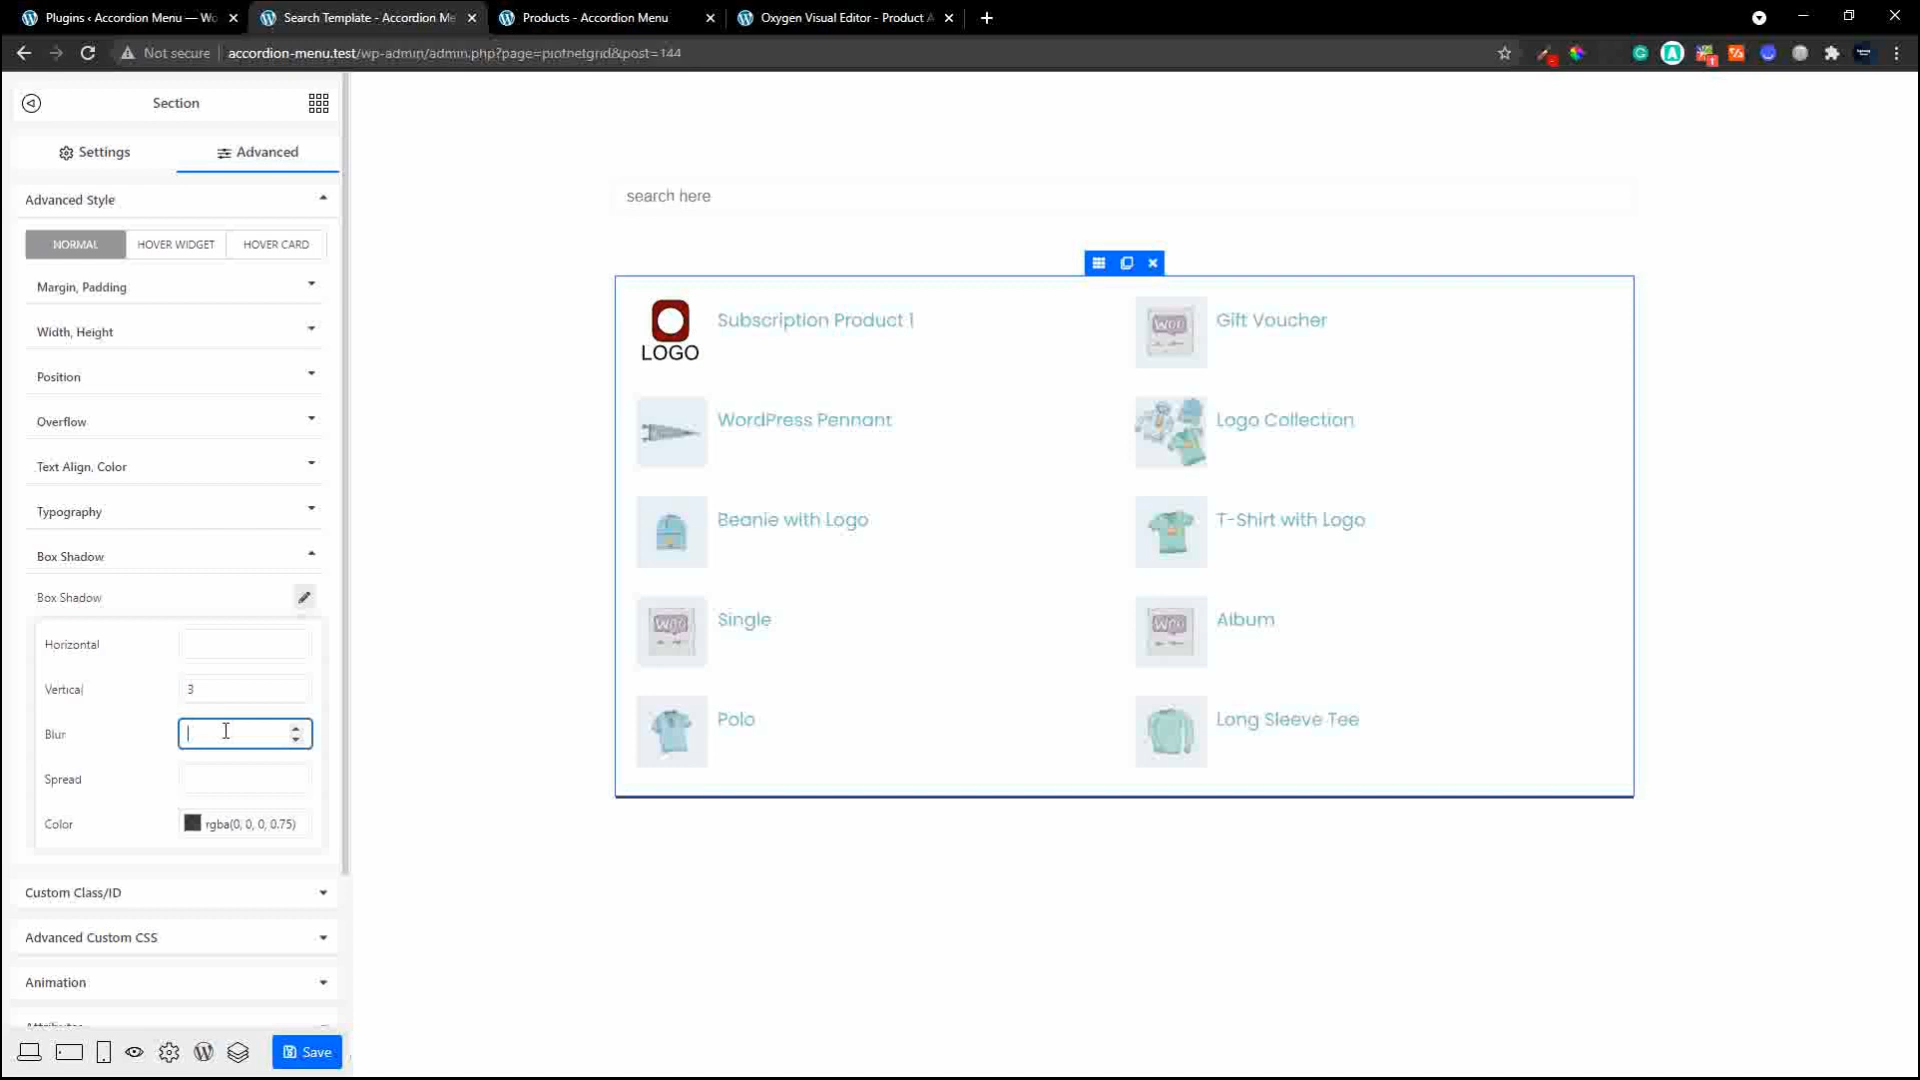 Plugins ‹ Accordion Menu — Wo
Search Template - Accordion Me
Products - Accordion Menu
Oxygen Visual Editor - Product A
Not secure
accordion-menu.test/wp-admin/admin.php?page=piotnetgrid&post=144
Section
Settings
Advanced
Advanced Style
NORMAL
HOVER WIDGET
HOVER CARD
Margin, Padding
Width, Height
Position
Overflow
Text Align, Color
Typography
Box Shadow
Box Shadow
Horizontal
Vertical
3
Blur
Spread
Color
rgba(0, 0, 0, 0.75)
Custom Class/ID
Advanced Custom CSS
Animation
Attributes
Save
search here
LOGO
Subscription Product 1
Gift Voucher
WordPress Pennant
Logo Collection
Beanie with Logo
T-Shirt with Logo
WOO
Single
WOO
Album
Polo
Long Sleeve Tee